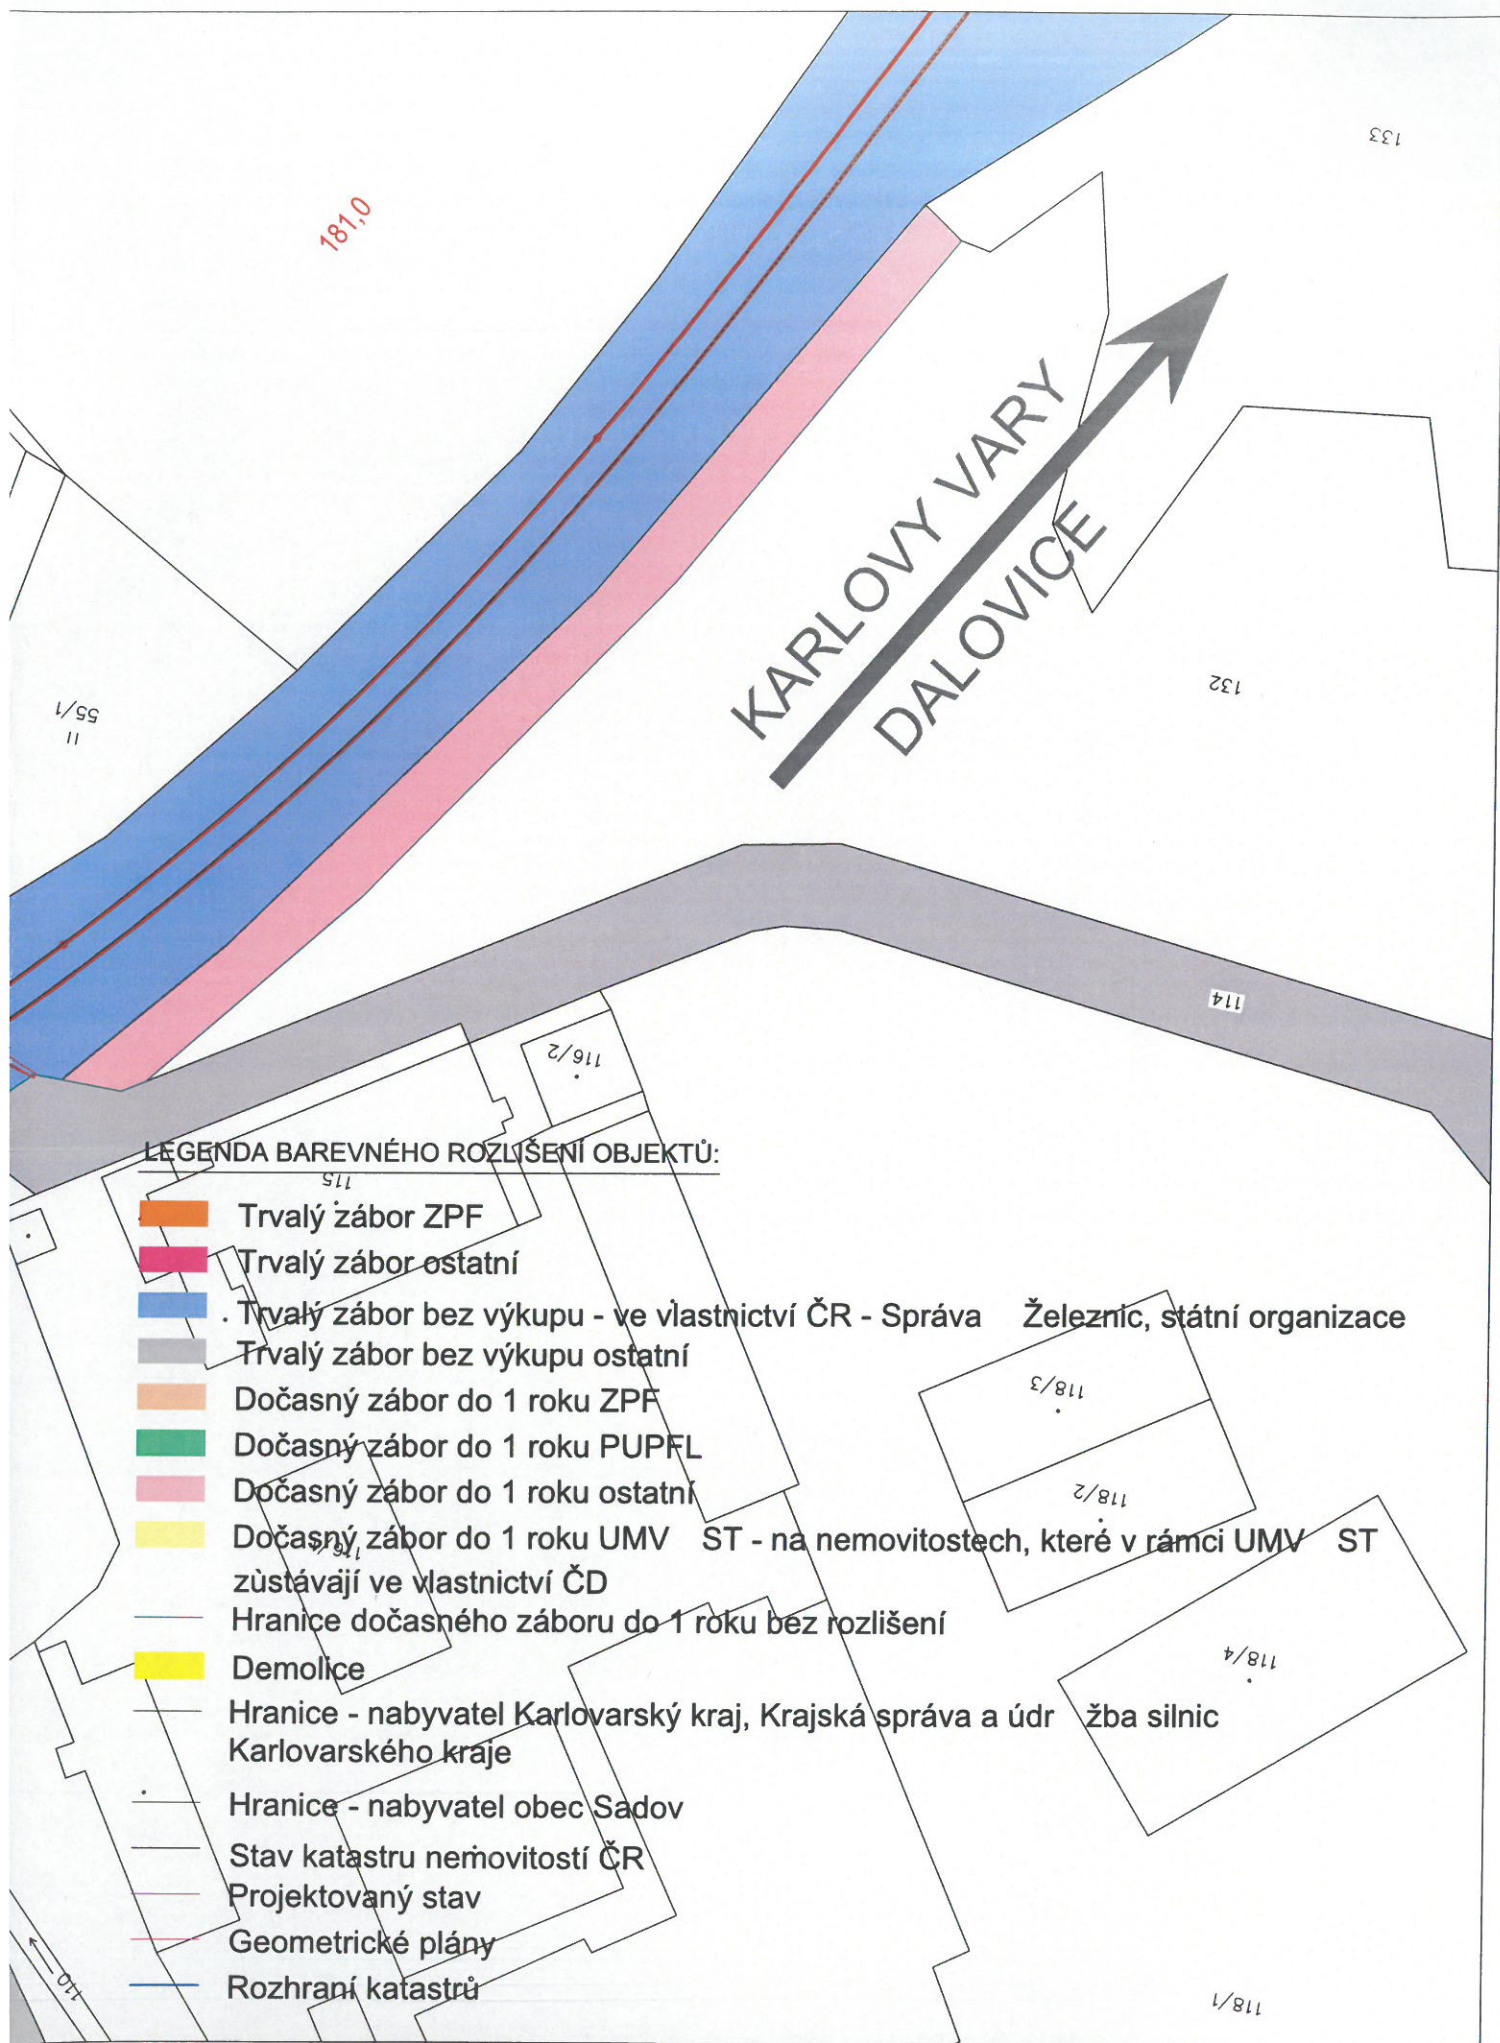 133
181,0
KARLOVY VARY
DALOVICE
132
55/1
114
116/2
LEGENDA BAREVNÉHO ROZLIŠENÍ OBJEKTŮ:
115
Trvalý zábor ZPF
Trvalý zábor ostatní
Trvalý zábor bez výkupu - ve vlastnictví ČR - Správa Železnic, státní organizace
Trvalý zábor bez výkupu ostatní
118/3
Dočasný zábor do 1 roku ZPF
Dočasný zábor do 1 roku PUPFL
Dočasný zábor do 1 roku ostatní
118/2
Dočasný zábor do 1 roku UMV ST - na nemovitostech, které v rámci UMV ST
zùstávají ve vlastnictví ČD
Hranice dočasného záboru do 1 roku bez rozlišení
118/4
Demolice
Hranice - nabyvatel Karlovarský kraj, Krajská správa a údr žba silnic
Karlovarského kraje
Hranice - nabyvatel obec Sadov
Stav katastru nemovitostí ČR
Projektovaný stav
Geometrické plány
Rozhraní katastrů
110
118/1